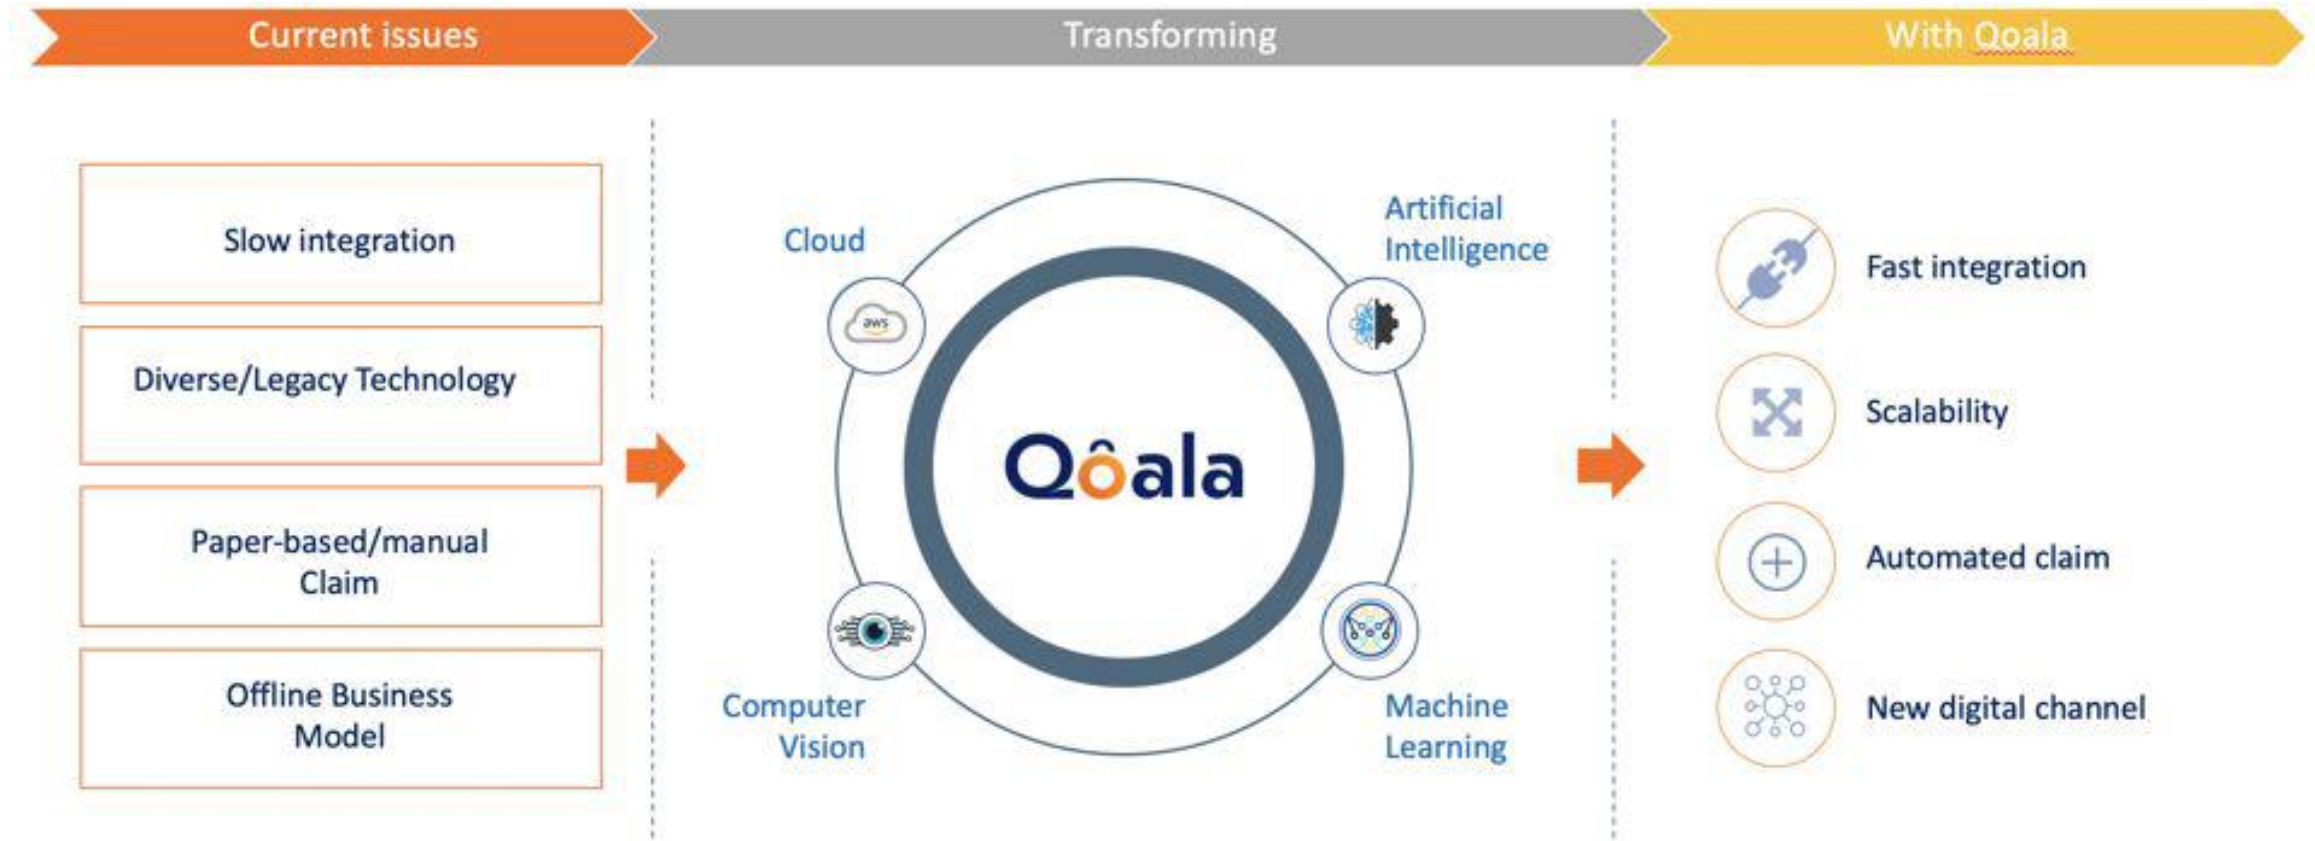 Current issues
Transforming
With Qoala
Slow integration
Diverse/Legacy Technology
Paper-based/manual
Claim
Offline Business
Model
Cloud
aws
Artificial
Intelligence
Qôala
Computer
Vision
Machine
Learning
Fast integration
Scalability
Automated claim
New digital channel